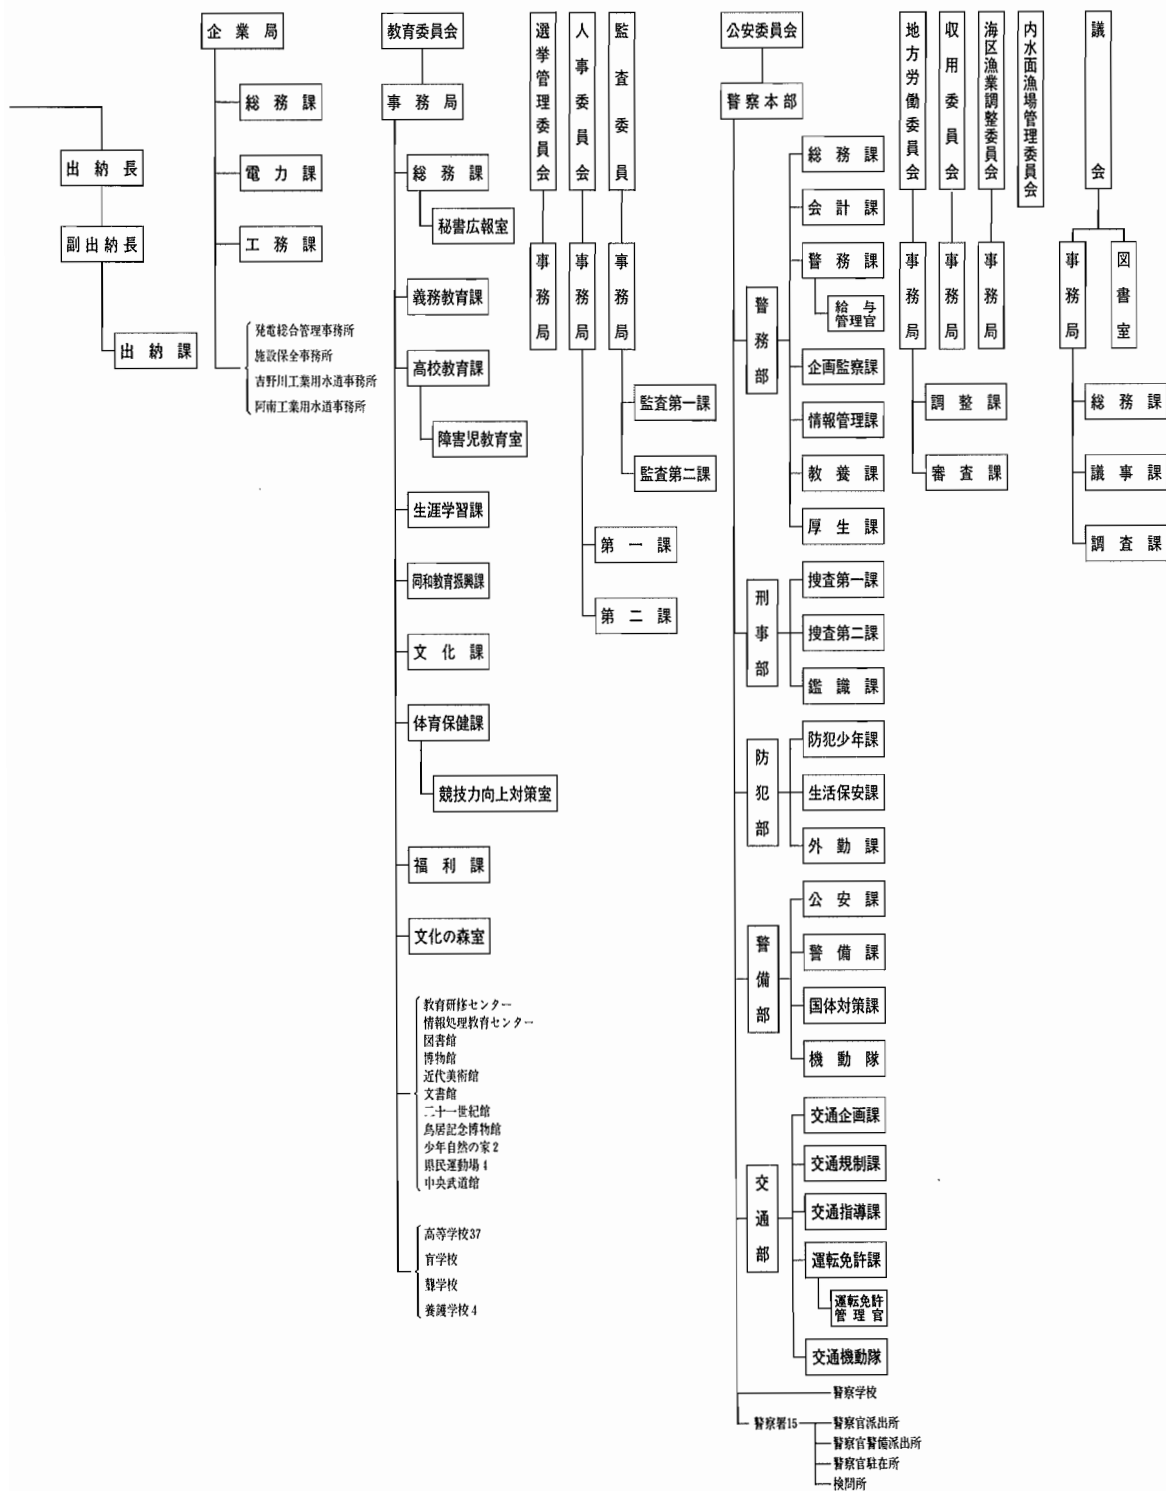 出納長
副出納長
出納課
企業局
総務課
電力課
工務課
発電総合管理事務所
施設保全事務所
吉野川工業用水道事務所
阿南工業用水道事務所
教育委員会
事務局
総務課
秘書広報室
義務教育課
高校教育課
障害児教育室
生涯学習課
同和教育振興課
文化課
体育保健課
競技力向上対策室
福利課
文化の森室
教育研修センター
情報処理教育センター
図書館
博物館
近代美術館
文書館
二十一世紀館
鳥居記念博物館
少年自然の家2
県民運動場4
中央武道館
高等学校37
盲学校
聾学校
養護学校4
選挙管理委員会
事務局
人事委員会
事務局
第一課
第二課
監査委員
事務局
監査第一課
監査第二課
公安委員会
警察本部
警務部
総務課
会計課
警務課
給与
管理官
企画監察課
情報管理課
教養課
厚生課
刑事部
捜査第一課
捜査第二課
鑑識課
防犯部
防犯少年課
生活保安課
外勤課
警備部
公安課
警備課
国体対策課
機動隊
交通部
交通企画課
交通規制課
交通指導課
運転免許課
運転免許
管理官
交通機動隊
警察学校
警察署15
警察官派出所
警察官警備派出所
警察官駐在所
検問所
地方労働委員会
事務局
調整課
審査課
収用委員会
事務局
海区漁業調整委員会
事務局
内水面漁場管理委員会
議会
事務局
図書室
総務課
議事課
調査課